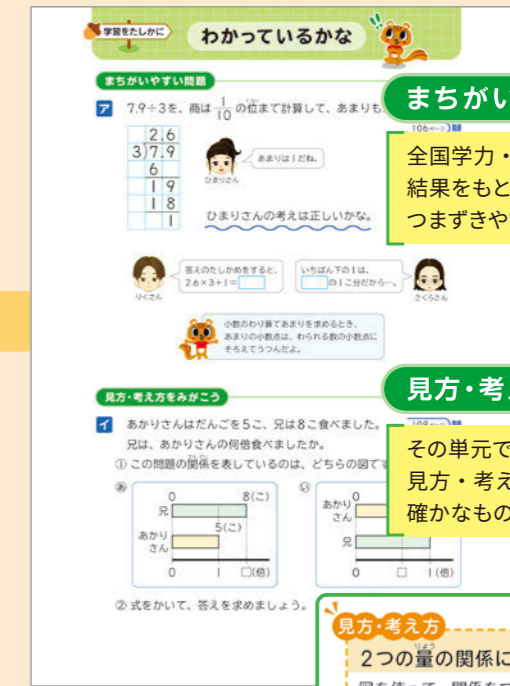 学習をたしかに
わかっているかな
まちがいやすい問題
ア 7.9÷3を、商は 1/10 の位まで計算して、あまりも
まちがい
106ページ
2.6
3)7.9
6
1 9
1 8
1
あまりは1だね。
ひまりさん
ひまりさんの考えは正しいかな。
全国学力・
結果をもと
つまずきや
答えのたしかめをすると、
2.6×3+1=
りくさん
いちばん下の1は、
の1こ分だから…。
さくらさん
小数のわり算であまりを求めるとき、
あまりの小数点は、わられる数の小数点に
そろえてうつんだよ。
見方・考え方をみがこう
見方・考え
イ あかりさんはだんごを5こ、兄は8こ食べました。
108ページ
兄は、あかりさんの何倍食べましたか。
① この問題の関係を表しているのは、どちらの図で
その単元で
見方・考え
確かなもの
あ
0 8(こ)
兄
5(こ)
あかりさん
0 1 □(倍)
い
0
あかりさん
兄
0 □ 1(倍)
② 式をかいて、答えを求めましょう。
見方・考え方
2つの量の関係に
りょう